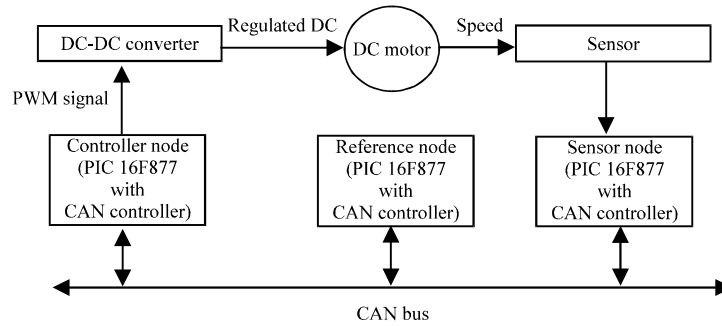 Regulated DC
Speed
DC-DC converter
DC motor
Sensor
PWM signal
Controller node
(PIC 16F877
with
CAN controller)
Reference node
(PIC 16F877
with
CAN controller)
Sensor node
(PIC 16F877
with
CAN controller)
CAN bus